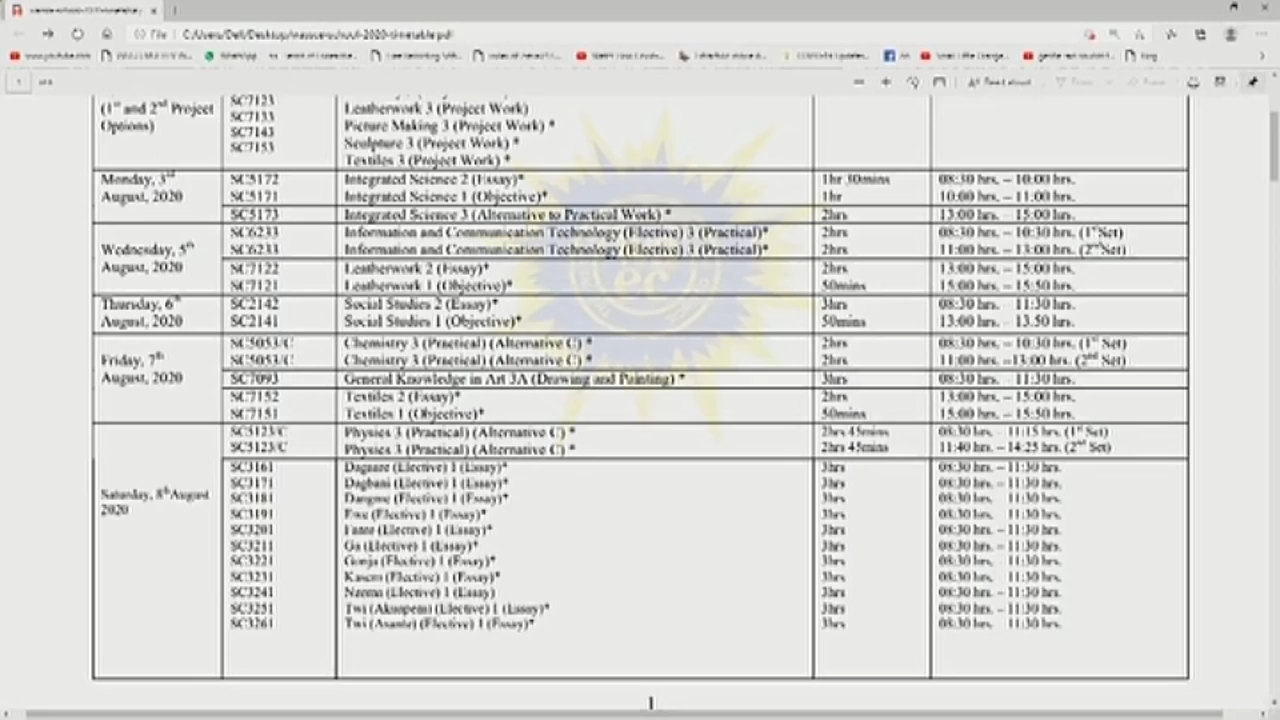 File | C:/Users/Dell/Desktop/wassce-school-2020-timetable.pdf
www.youtube.com WhatsApp
Read aloud
(1st and 2nd Project Options)
SC7123
SC7133 Leatherwork 3 (Project Work)
SC7143 Picture Making 3 (Project Work) *
SC7153 Sculpture 3 (Project Work) *
Textiles 3 (Project Work) *
Monday, 3rd August, 2020
SC5172 Integrated Science 2 (Essay)* 1hr 30mins 08:30 hrs. – 10:00 hrs.
SC5171 Integrated Science 1 (Objective)* 1hr 10:00 hrs. – 11:00 hrs.
SC5173 Integrated Science 3 (Alternative to Practical Work) * 2hrs 13:00 hrs. – 15:00 hrs.
Wednesday, 5th August, 2020
SC6233 Information and Communication Technology (Elective) 3 (Practical)* 2hrs 08:30 hrs. – 10:30 hrs. (1st Set)
SC6233 Information and Communication Technology (Elective) 3 (Practical)* 2hrs 11:00 hrs. – 13:00 hrs. (2nd Set)
SC7122 Leatherwork 2 (Essay)* 2hrs 13:00 hrs. – 15:00 hrs.
SC7121 Leatherwork 1 (Objective)* 50mins 15:00 hrs. – 15:50 hrs.
Thursday, 6th August, 2020
SC2142 Social Studies 2 (Essay)* 3hrs 08:30 hrs. – 11:30 hrs.
SC2141 Social Studies 1 (Objective)* 50mins 13:00 hrs. – 13.50 hrs.
Friday, 7th August, 2020
SC5053/C Chemistry 3 (Practical) (Alternative C) * 2hrs 08:30 hrs. – 10:30 hrs. (1st Set)
SC5053/C Chemistry 3 (Practical) (Alternative C) * 2hrs 11:00 hrs. –13:00 hrs. (2nd Set)
SC7093 General Knowledge in Art 3A (Drawing and Painting) * 3hrs 08:30 hrs. – 11:30 hrs.
SC7152 Textiles 2 (Essay)* 2hrs 13:00 hrs. – 15:00 hrs.
SC7151 Textiles 1 (Objective)* 50mins 15:00 hrs. – 15:50 hrs.
Saturday, 8th August 2020
SC5123/C Physics 3 (Practical) (Alternative C) * 2hrs 45mins 08:30 hrs. – 11:15 hrs. (1st Set)
SC5123/C Physics 3 (Practical) (Alternative C) * 2hrs 45mins 11:40 hrs. – 14:25 hrs. (2nd Set)
SC3161 Dagaare (Elective) 1 (Essay)* 3hrs 08:30 hrs. – 11:30 hrs.
SC3171 Dagbani (Elective) 1 (Essay)* 3hrs 08:30 hrs. – 11:30 hrs.
SC3181 Dangme (Elective) 1 (Essay)* 3hrs 08:30 hrs. – 11:30 hrs.
SC3191 Ewe (Elective) 1 (Essay)* 3hrs 08:30 hrs. – 11:30 hrs.
SC3201 Fante (Elective) 1 (Essay)* 3hrs 08:30 hrs. – 11:30 hrs.
SC3211 Ga (Elective) 1 (Essay)* 3hrs 08:30 hrs. – 11:30 hrs.
SC3221 Gonja (Elective) 1 (Essay)* 3hrs 08:30 hrs. – 11:30 hrs.
SC3231 Kasem (Elective) 1 (Essay)* 3hrs 08:30 hrs. – 11:30 hrs.
SC3241 Nzema (Elective) 1 (Essay) 3hrs 08:30 hrs. – 11:30 hrs.
SC3251 Twi (Akuapem) (Elective) 1 (Essay)* 3hrs 08:30 hrs. – 11:30 hrs.
SC3261 Twi (Asante) (Elective) 1 (Essay)* 3hrs 08:30 hrs. – 11:30 hrs.
1